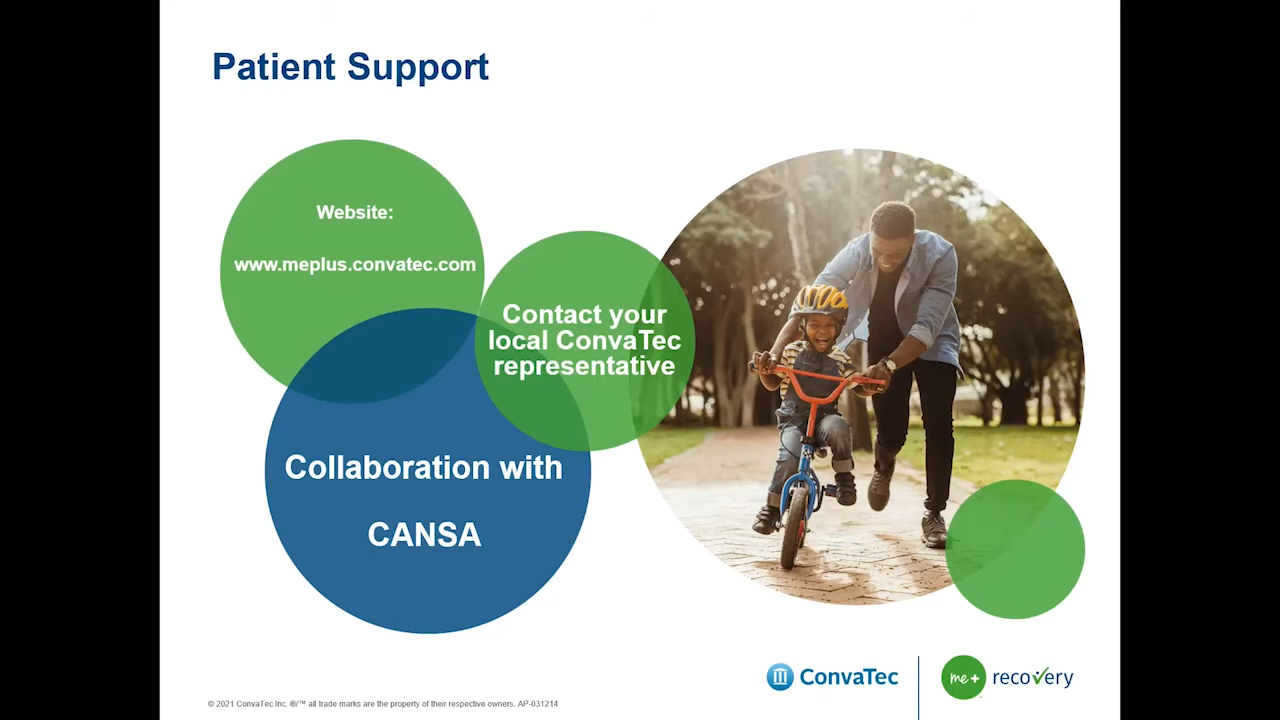 Patient Support
Website:
www.meplus.convatec.com
Contact your
local ConvaTec
representative
Collaboration with
CANSA
ConvaTec
me+
recovery
© 2021 ConvaTec Inc. ®/™ all trade marks are the property of their respective owners. AP-031214